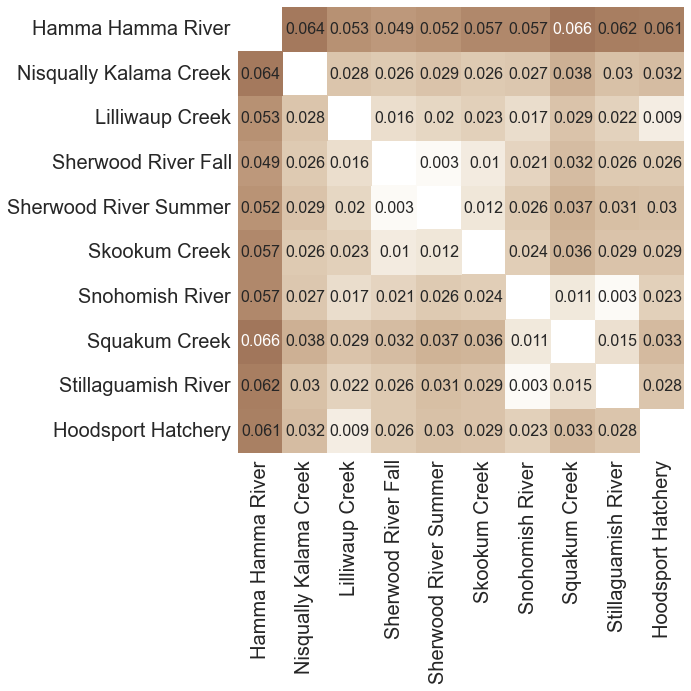 Hamma Hamma River 0.064 0.053 0.049 0.052 0.057 0.057 0.066 0.062 0.061
Nisqually Kalama Creek 0.064 0.028 0.026 0.029 0.026 0.027 0.038 0.03 0.032
Lilliwaup Creek 0.053 0.028 0.016 0.02 0.023 0.017 0.029 0.022 0.009
Sherwood River Fall 0.049 0.026 0.016 0.003 0.01 0.021 0.032 0.026 0.026
Sherwood River Summer 0.052 0.029 0.02 0.003 0.012 0.026 0.037 0.031 0.03
Skookum Creek 0.057 0.026 0.023 0.01 0.012 0.024 0.036 0.029 0.029
Snohomish River 0.057 0.027 0.017 0.021 0.026 0.024 0.011 0.003 0.023
Squakum Creek 0.066 0.038 0.029 0.032 0.037 0.036 0.011 0.015 0.033
Stillaguamish River 0.062 0.03 0.022 0.026 0.031 0.029 0.003 0.015 0.028
Hoodsport Hatchery 0.061 0.032 0.009 0.026 0.03 0.029 0.023 0.033 0.028
Hamma Hamma River
Nisqually Kalama Creek
Lilliwaup Creek
Sherwood River Fall
Sherwood River Summer
Skookum Creek
Snohomish River
Squakum Creek
Stillaguamish River
Hoodsport Hatchery